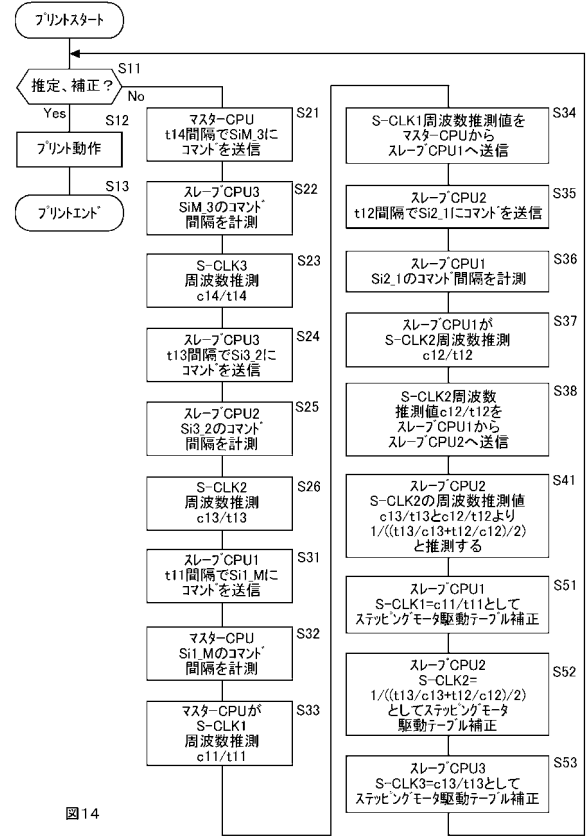 プリントスタート
推定、補正？
S11
Yes
No
S12
プリント動作
S13
プリントエンド
S21
マスターCPU
t14間隔でSiM_3に
コマンドを送信
S22
スレーブCPU3
SiM_3のコマンド
間隔を計測
S23
S-CLK3
周波数推測
c14/t14
S24
スレーブCPU3
t13間隔でSi3_2に
コマンドを送信
S25
スレーブCPU2
Si3_2のコマンド
間隔を計測
S26
S-CLK2
周波数推測
c13/t13
S31
スレーブCPU1
t11間隔でSi1_Mに
コマンドを送信
S32
マスターCPU
Si1_Mのコマンド
間隔を計測
S33
マスターCPUが
S-CLK1
周波数推測
c11/t11
S34
S-CLK1周波数推測値を
マスターCPUから
スレーブCPU1へ送信
S35
スレーブCPU2
t12間隔でSi2_1にコマンドを送信
S36
スレーブCPU1
Si2_1のコマンド間隔を計測
S37
スレーブCPU1が
S-CLK2周波数推測
c12/t12
S38
S-CLK2周波数
推測値c12/t12を
スレーブCPU1から
スレーブCPU2へ送信
S41
スレーブCPU2
S-CLK2の周波数推測値
c13/t13とc12/t12より
1/((t13/c13+t12/c12)/2)
と推測する
S51
スレーブCPU1
S-CLK1=c11/t11として
ステッピングモータ駆動テーブル補正
S52
スレーブCPU2
S-CLK2=
1/((t13/c13+t12/c12)/2)
としてステッピングモータ
駆動テーブル補正
S53
スレーブCPU3
S-CLK3=c13/t13として
ステッピングモータ駆動テーブル補正
図14